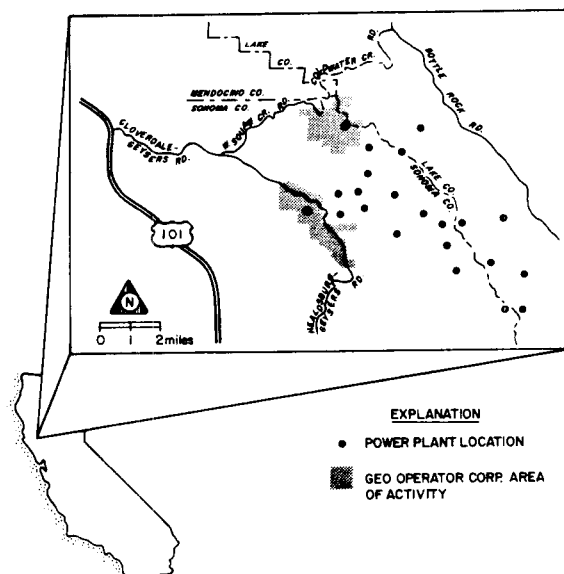 LAKE
CO.
COLDWATER CR.
RD.
BOTTLE ROCK RD.
MENDOCINO CO.
SONOMA CO.
W SQUAW CR. RD.
CLOVERDALE-
GEYSERS RD.
LAKE CO.
SONOMA CO.
101
N
0 1 2 miles
HEALDSBURG-
GEYSERS
RD.
EXPLANATION
POWER PLANT LOCATION
GEO OPERATOR CORP. AREA
OF ACTIVITY